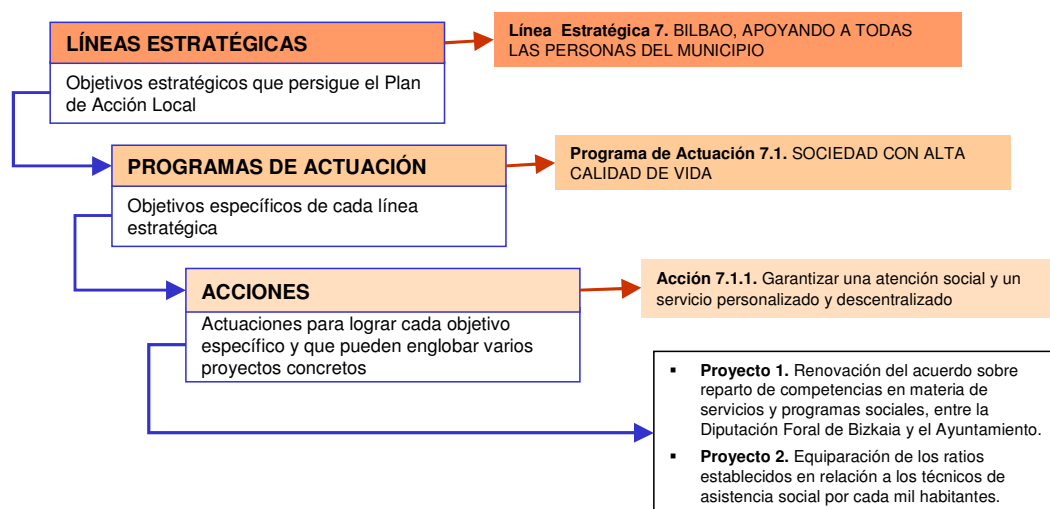 LÍNEAS ESTRATÉGICAS
Objetivos estratégicos que persigue el Plan
de Acción Local
Línea Estratégica 7. BILBAO, APOYANDO A TODAS
LAS PERSONAS DEL MUNICIPIO
PROGRAMAS DE ACTUACIÓN
Objetivos específicos de cada línea
estratégica
Programa de Actuación 7.1. SOCIEDAD CON ALTA
CALIDAD DE VIDA
ACCIONES
Actuaciones para lograr cada objetivo
específico y que pueden englobar varios
proyectos concretos
Acción 7.1.1. Garantizar una atención social y un
servicio personalizado y descentralizado
▪ Proyecto 1. Renovación del acuerdo sobre
reparto de competencias en materia de
servicios y programas sociales, entre la
Diputación Foral de Bizkaia y el Ayuntamiento.
▪ Proyecto 2. Equiparación de los ratios
establecidos en relación a los técnicos de
asistencia social por cada mil habitantes.